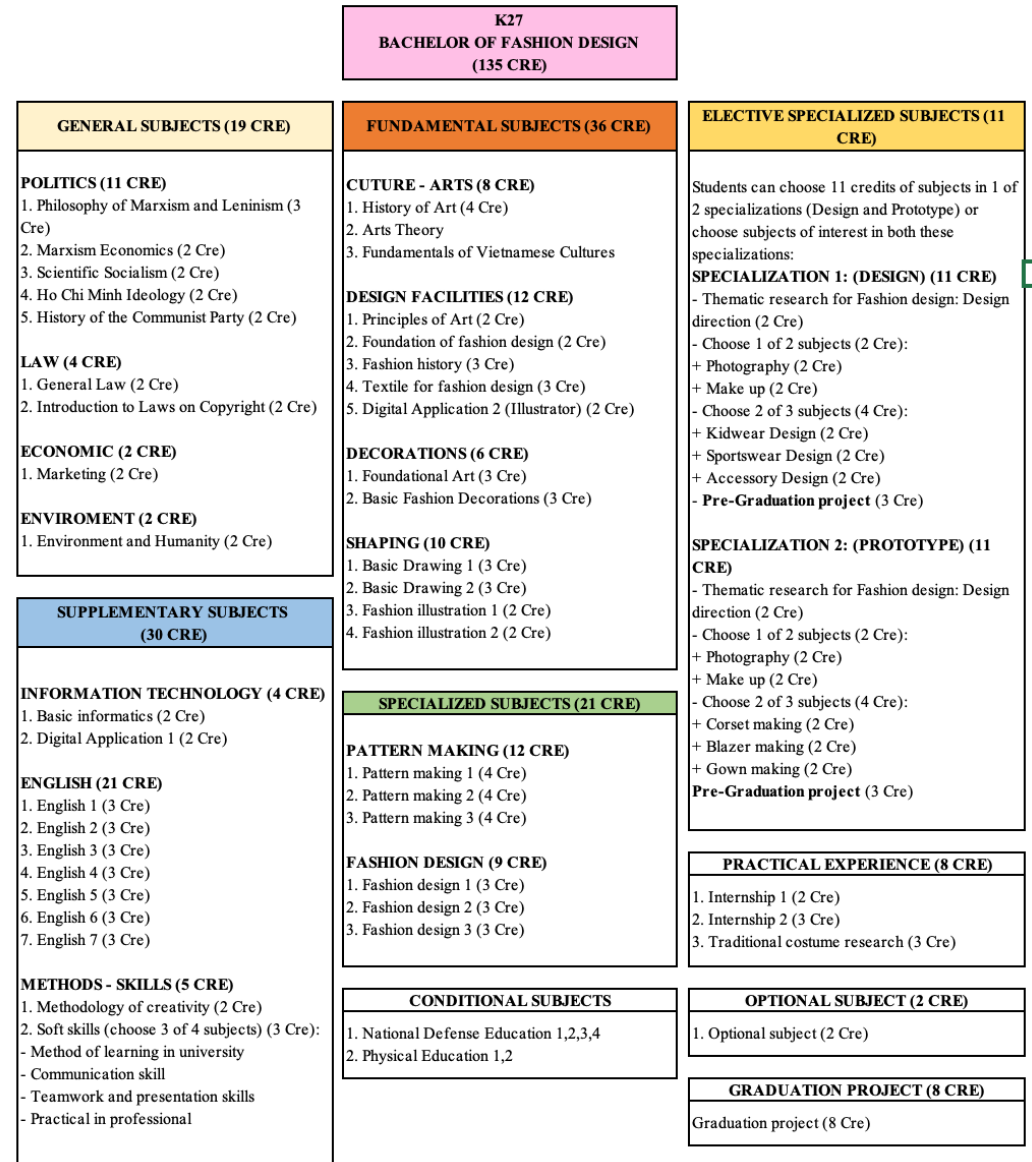 K27
BACHELOR OF FASHION DESIGN
(135 CRE)
GENERAL SUBJECTS (19 CRE)
POLITICS (11 CRE)
1. Philosophy of Marxism and Leninism (3
Cre)
2. Marxism Economics (2 Cre)
3. Scientific Socialism (2 Cre)
4. Ho Chi Minh Ideology (2 Cre)
5. History of the Communist Party (2 Cre)
LAW (4 CRE)
1. General Law (2 Cre)
2. Introduction to Laws on Copyright (2 Cre)
ECONOMIC (2 CRE)
1. Marketing (2 Cre)
ENVIROMENT (2 CRE)
1. Environment and Humanity (2 Cre)
SUPPLEMENTARY SUBJECTS
(30 CRE)
INFORMATION TECHNOLOGY (4 CRE)
1. Basic informatics (2 Cre)
2. Digital Application 1 (2 Cre)
ENGLISH (21 CRE)
1. English 1 (3 Cre)
2. English 2 (3 Cre)
3. English 3 (3 Cre)
4. English 4 (3 Cre)
5. English 5 (3 Cre)
6. English 6 (3 Cre)
7. English 7 (3 Cre)
METHODS - SKILLS (5 CRE)
1. Methodology of creativity (2 Cre)
2. Soft skills (choose 3 of 4 subjects) (3 Cre):
- Method of learning in university
- Communication skill
- Teamwork and presentation skills
- Practical in professional
FUNDAMENTAL SUBJECTS (36 CRE)
CUTURE - ARTS (8 CRE)
1. History of Art (4 Cre)
2. Arts Theory
3. Fundamentals of Vietnamese Cultures
DESIGN FACILITIES (12 CRE)
1. Principles of Art (2 Cre)
2. Foundation of fashion design (2 Cre)
3. Fashion history (3 Cre)
4. Textile for fashion design (3 Cre)
5. Digital Application 2 (Illustrator) (2 Cre)
DECORATIONS (6 CRE)
1. Foundational Art (3 Cre)
2. Basic Fashion Decorations (3 Cre)
SHAPING (10 CRE)
1. Basic Drawing 1 (3 Cre)
2. Basic Drawing 2 (3 Cre)
3. Fashion illustration 1 (2 Cre)
4. Fashion illustration 2 (2 Cre)
SPECIALIZED SUBJECTS (21 CRE)
PATTERN MAKING (12 CRE)
1. Pattern making 1 (4 Cre)
2. Pattern making 2 (4 Cre)
3. Pattern making 3 (4 Cre)
FASHION DESIGN (9 CRE)
1. Fashion design 1 (3 Cre)
2. Fashion design 2 (3 Cre)
3. Fashion design 3 (3 Cre)
CONDITIONAL SUBJECTS
1. National Defense Education 1,2,3,4
2. Physical Education 1,2
ELECTIVE SPECIALIZED SUBJECTS (11
CRE)
Students can choose 11 credits of subjects in 1 of
2 specializations (Design and Prototype) or
choose subjects of interest in both these
specializations:
SPECIALIZATION 1: (DESIGN) (11 CRE)
- Thematic research for Fashion design: Design
direction (2 Cre)
- Choose 1 of 2 subjects (2 Cre):
+ Photography (2 Cre)
+ Make up (2 Cre)
- Choose 2 of 3 subjects (4 Cre):
+ Kidwear Design (2 Cre)
+ Sportswear Design (2 Cre)
+ Accessory Design (2 Cre)
- Pre-Graduation project (3 Cre)
SPECIALIZATION 2: (PROTOTYPE) (11
CRE)
- Thematic research for Fashion design: Design
direction (2 Cre)
- Choose 1 of 2 subjects (2 Cre):
+ Photography (2 Cre)
+ Make up (2 Cre)
- Choose 2 of 3 subjects (4 Cre):
+ Corset making (2 Cre)
+ Blazer making (2 Cre)
+ Gown making (2 Cre)
Pre-Graduation project (3 Cre)
PRACTICAL EXPERIENCE (8 CRE)
1. Internship 1 (2 Cre)
2. Internship 2 (3 Cre)
3. Traditional costume research (3 Cre)
OPTIONAL SUBJECT (2 CRE)
1. Optional subject (2 Cre)
GRADUATION PROJECT (8 CRE)
Graduation project (8 Cre)